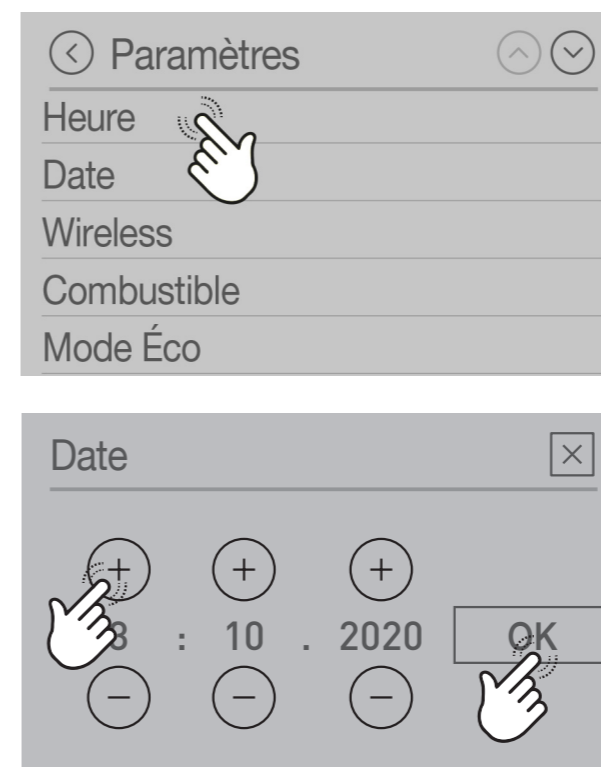 Paramètres
Heure
Date
Wireless
Combustible
Mode Éco
Date
: 10 . 2020 OK